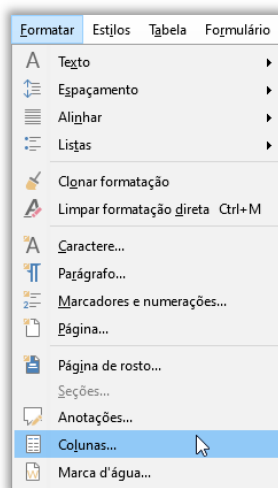 Formatar Estilos Tabela Formulário
Texto
Espaçamento
Alinhar
Listas
Clonar formatação
Limpar formatação direta Ctrl+M
Caractere...
Parágrafo...
Marcadores e numerações...
Página...
Página de rosto...
Seções...
Anotações...
Colunas...
Marca d'água...